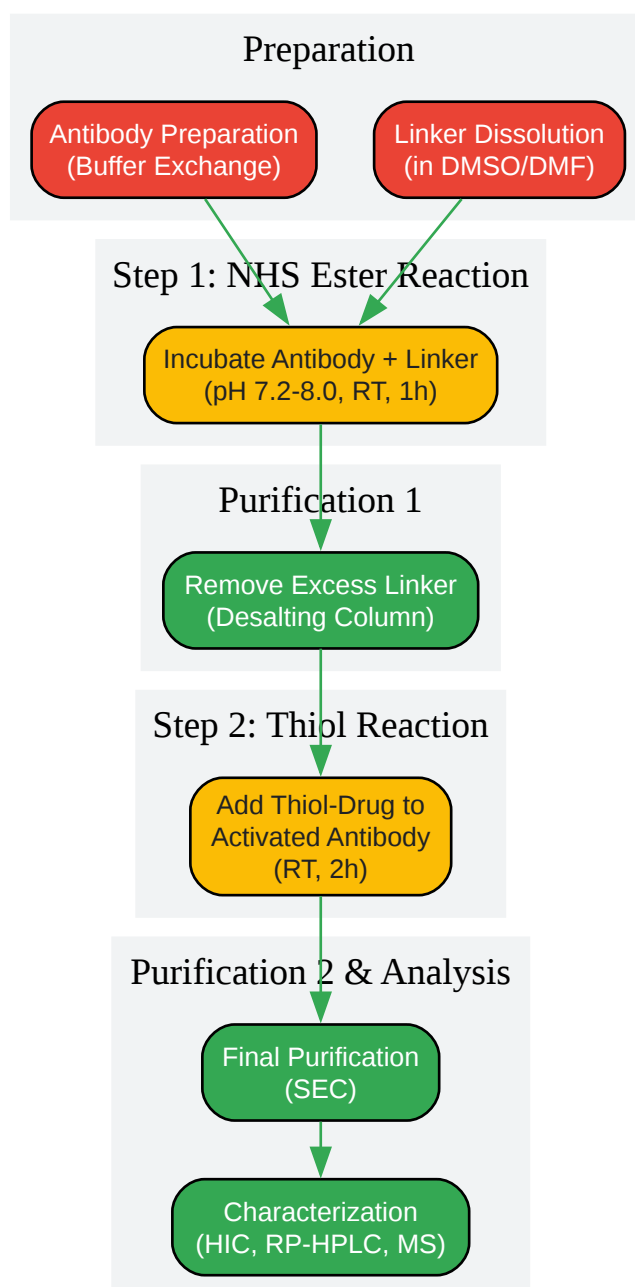 Preparation
Antibody Preparation
(Buffer Exchange)
Linker Dissolution
(in DMSO/DMF)
Step 1: NHS Ester Reaction
Incubate Antibody + Linker
(pH 7.2-8.0, RT, 1h)
Purification 1
Remove Excess Linker
(Desalting Column)
Step 2: Thiol Reaction
Add Thiol-Drug to
Activated Antibody
(RT, 2h)
Purification 2 & Analysis
Final Purification
(SEC)
Characterization
(HIC, RP-HPLC, MS)